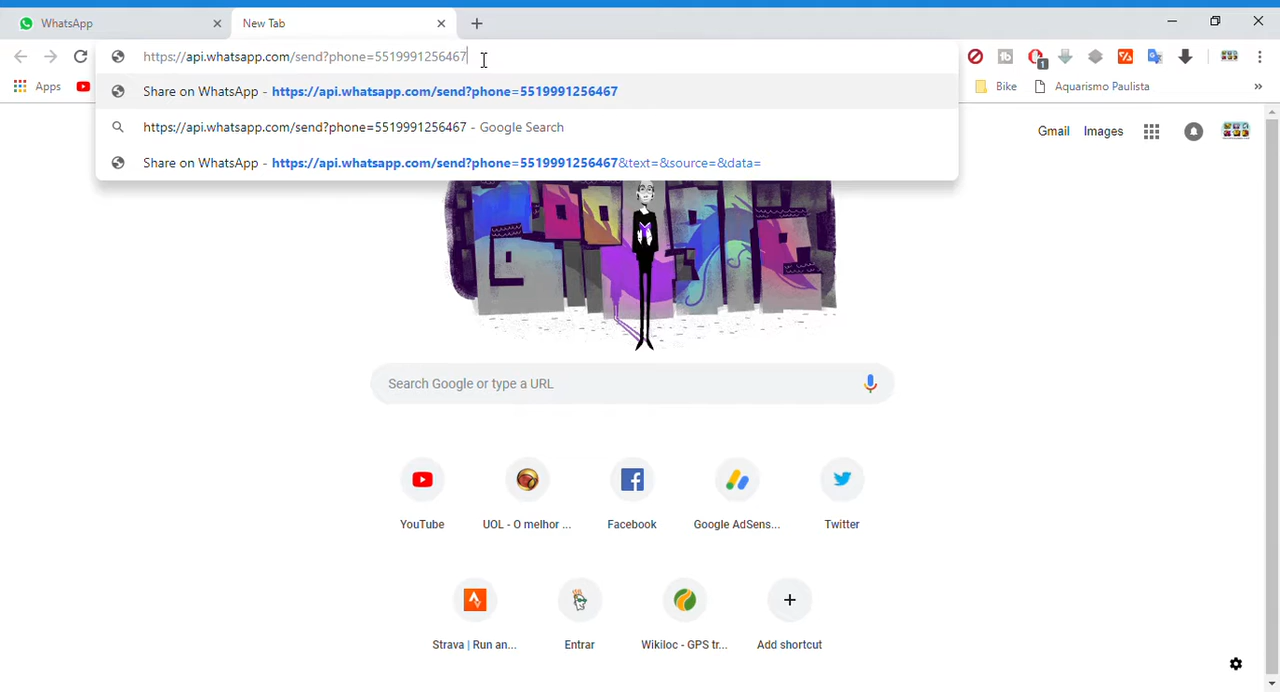 WhatsApp
New Tab
https://api.whatsapp.com/send?phone=5519991256467
Share on WhatsApp - https://api.whatsapp.com/send?phone=5519991256467
https://api.whatsapp.com/send?phone=5519991256467 - Google Search
Share on WhatsApp - https://api.whatsapp.com/send?phone=5519991256467&text=&source=&data=
1
Apps
Bike
Aquarismo Paulista
»
Gmail
Images
Search Google or type a URL
YouTube
UOL - O melhor ...
Facebook
Google AdSens...
Twitter
Strava | Run an...
Entrar
Wikiloc - GPS tr...
Add shortcut